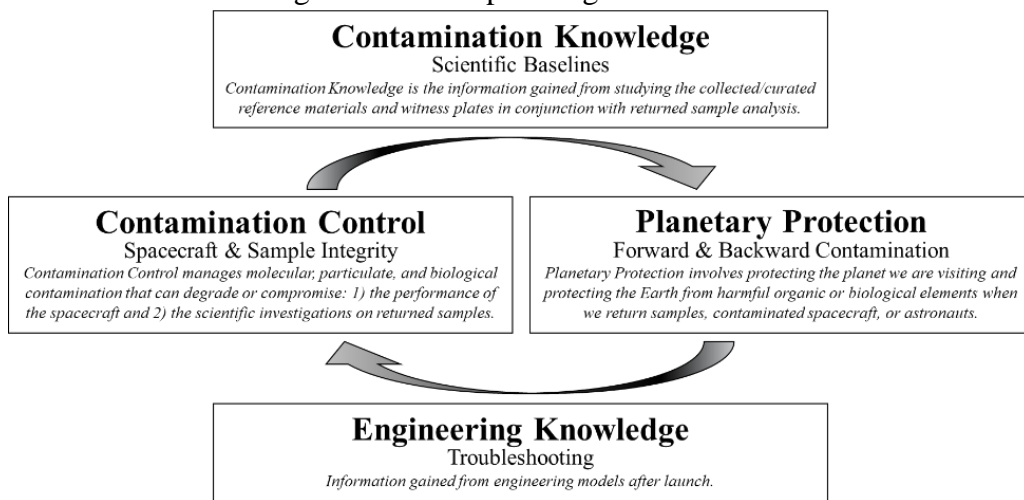 Contamination Knowledge
Scientific Baselines
Contamination Knowledge is the information gained from studying the collected/curated
reference materials and witness plates in conjunction with returned sample analysis.
Contamination Control
Spacecraft & Sample Integrity
Contamination Control manages molecular, particulate, and biological
contamination that can degrade or compromise: 1) the performance of
the spacecraft and 2) the scientific investigations on returned samples.
Planetary Protection
Forward & Backward Contamination
Planetary Protection involves protecting the planet we are visiting and
protecting the Earth from harmful organic or biological elements when
we return samples, contaminated spacecraft, or astronauts.
Engineering Knowledge
Troubleshooting
Information gained from engineering models after launch.